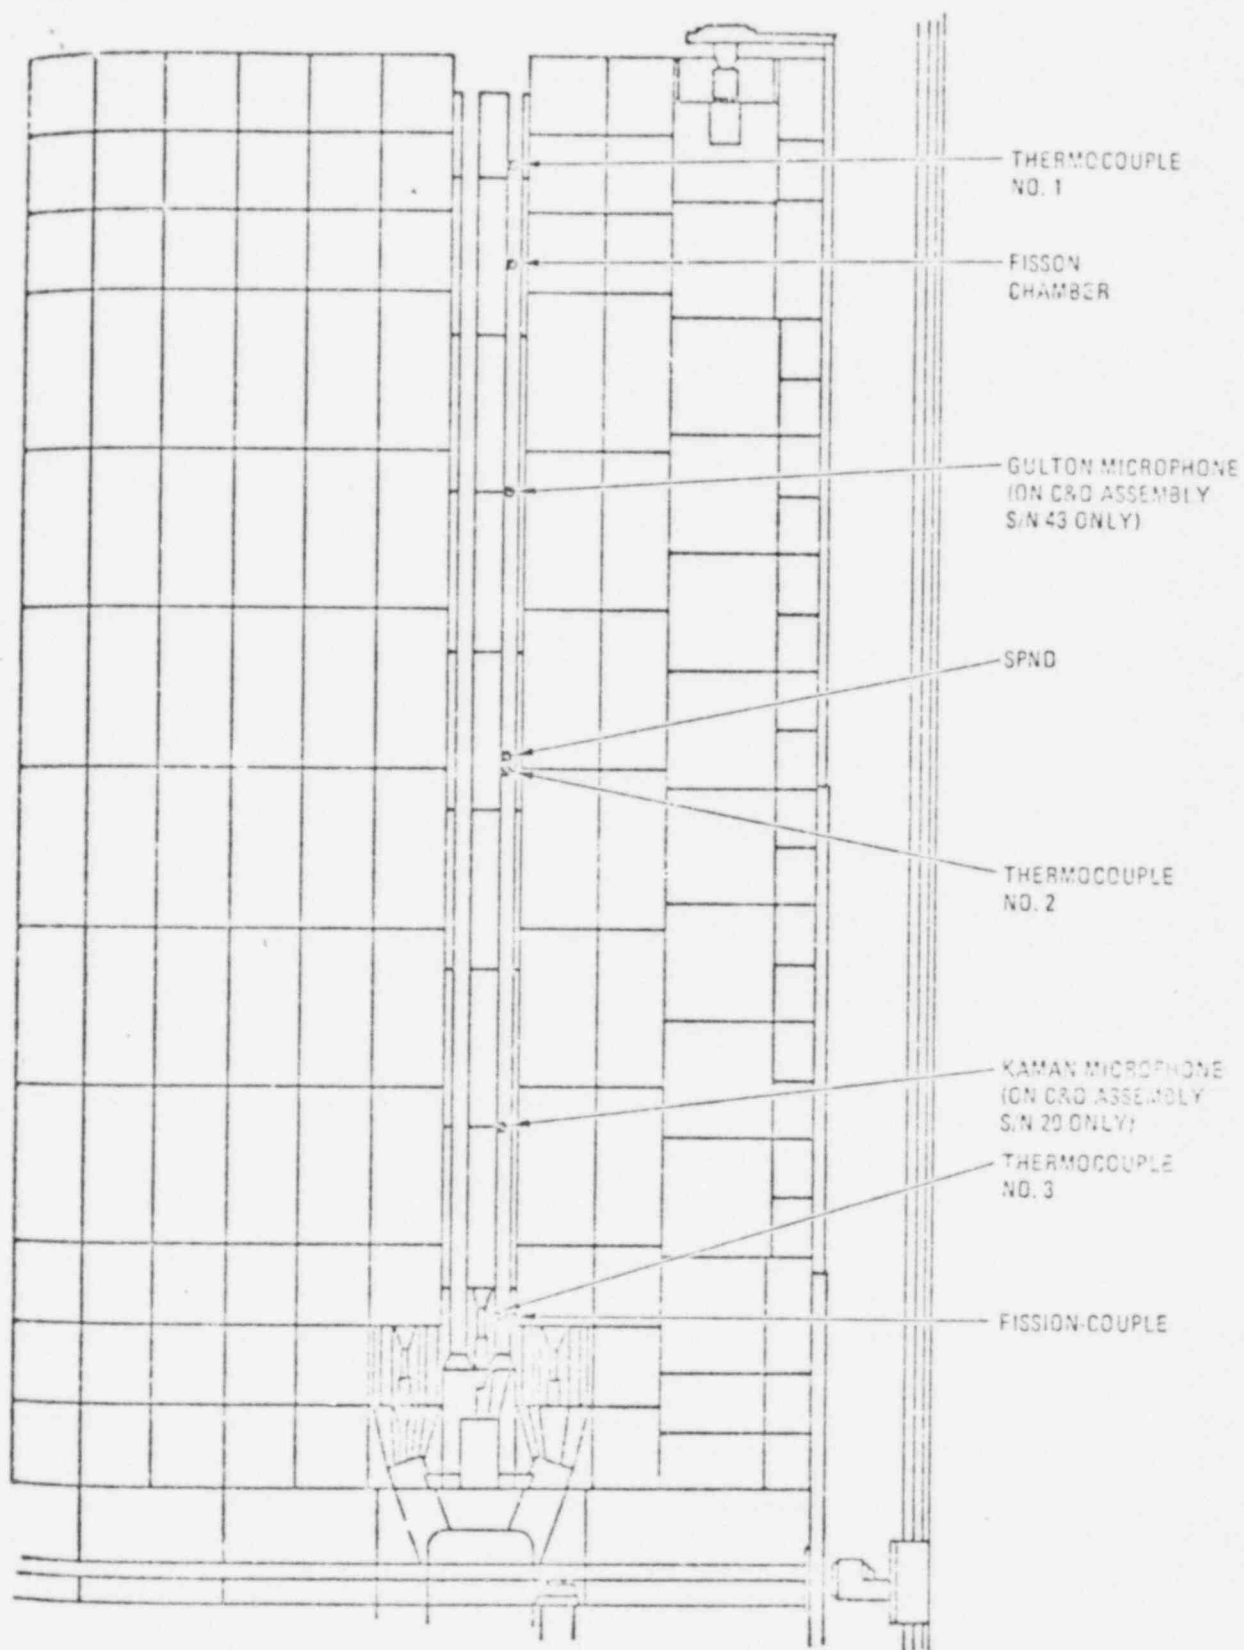 THERMOCOUPLE
NO. 1
FISSON
CHAMBER
GULTON MICROPHONE
(ON C&O ASSEMBLY
S/N 43 ONLY)
SPND
THERMOCOUPLE
NO. 2
KAMAN MICROPHONE
(ON C&O ASSEMBLY
S/N 29 ONLY)
THERMOCOUPLE
NO. 3
FISSION-COUPLE